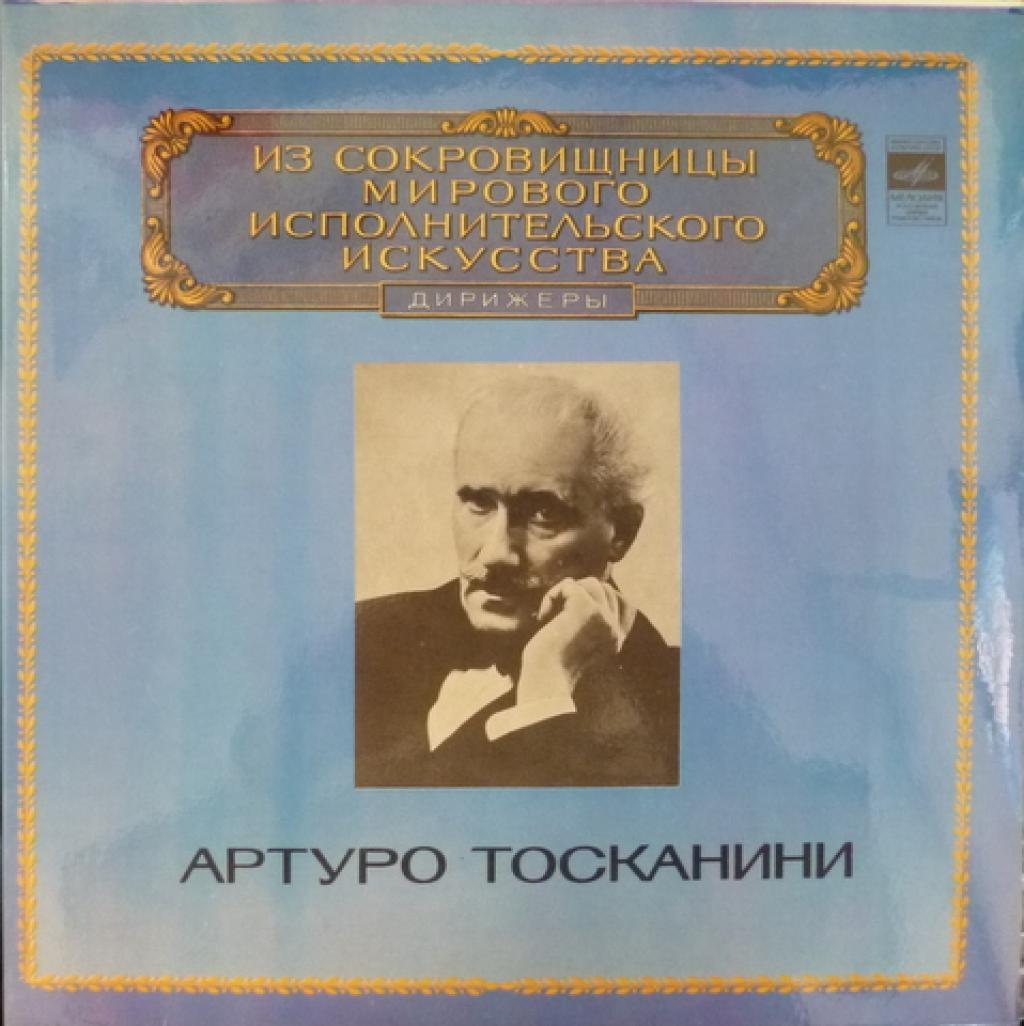 ИЗ СОКРОВИЩНИЦЫ
МИРОВОГО
ИСПОЛНИТЕЛЬСКОГО
ИСКУССТВА
ДИРИЖЕРЫ
АРТУРО ТОСКАНИНИ